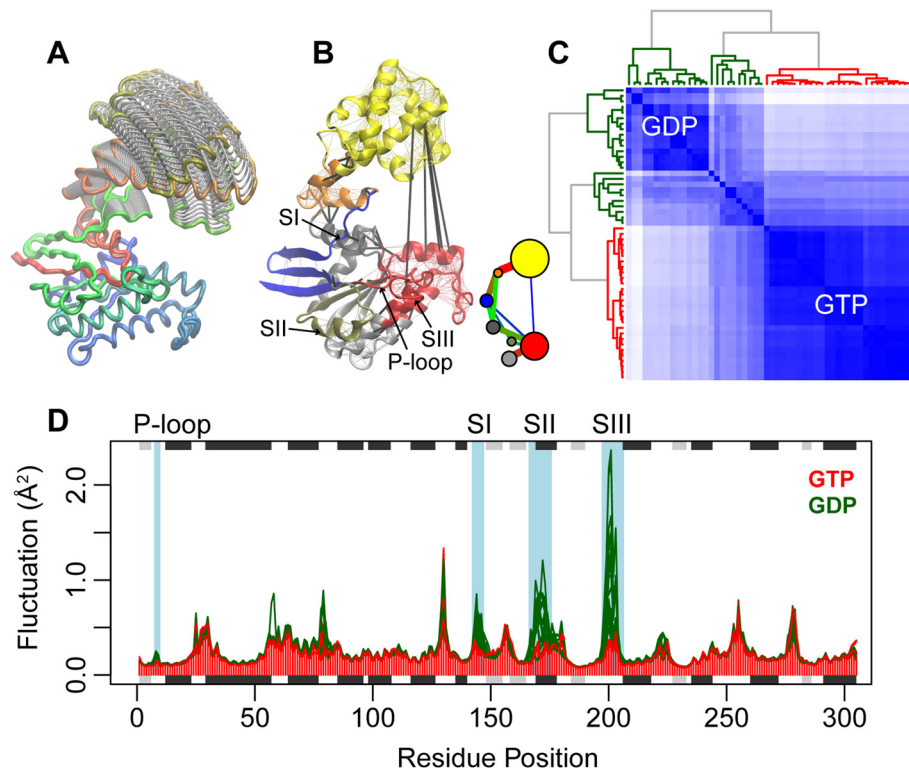 A
B
C
SI
SII
SIII
P-loop
GDP
GTP
D
P-loop SI SII SIII
GTP
GDP
Fluctuation (Å²)
0.0 1.0 2.0
0 50 100 150 200 250 300
Residue Position